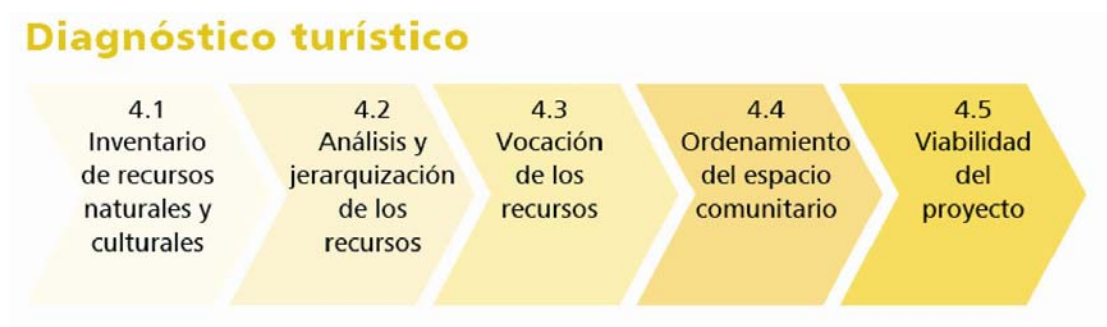 Diagnóstico turístico
4.1
Inventario
de recursos
naturales y
culturales
4.2
Análisis y
jerarquización
de los
recursos
4.3
Vocación
de los
recursos
4.4
Ordenamiento
del espacio
comunitario
4.5
Viabilidad
del
proyecto